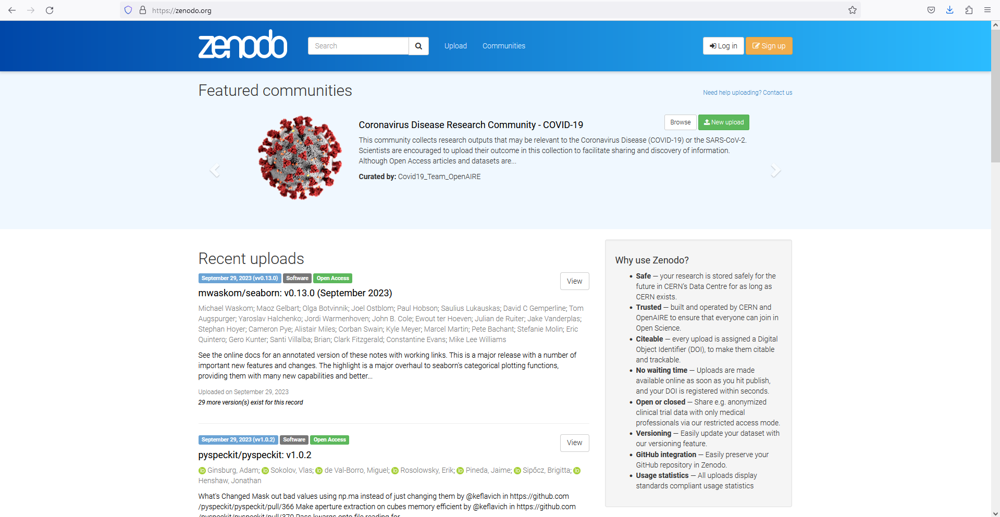 https://zenodo.org
zenodo
Search
Upload
Communities
Log in
Sign up
Featured communities
Need help uploading? Contact us
Coronavirus Disease Research Community - COVID-19
Browse
New upload
This community collects research outputs that may be relevant to the Coronavirus Disease (COVID-19) or the SARS-CoV-2.
Scientists are encouraged to upload their outcome in this collection to facilitate sharing and discovery of information.
Although Open Access articles and datasets are...
Curated by: Covid19_Team_OpenAIRE
Recent uploads
September 29, 2023 (vv0.13.0) Software Open Access
View
mwaskom/seaborn: v0.13.0 (September 2023)
Michael Waskom; Maoz Gelbart; Olga Botvinnik; Joel Ostblom; Paul Hobson; Saulius Lukauskas; David C Gemperline; Tom
Augspurger; Yaroslav Halchenko; Jordi Warmenhoven; John B. Cole; Ewout ter Hoeven; Julian de Ruiter; Jake Vanderplas;
Stephan Hoyer; Cameron Pye; Alistair Miles; Corban Swain; Kyle Meyer; Marcel Martin; Pete Bachant; Stefanie Molin; Eric
Quintero; Gero Kunter; Santi Villalba; Brian; Clark Fitzgerald; Constantine Evans; Mike Lee Williams
See the online docs for an annotated version of these notes with working links. This is a major release with a number of
important new features and changes. The highlight is a major overhaul to seaborn's categorical plotting functions,
providing them with many new capabilities and better...
Uploaded on September 29, 2023
29 more version(s) exist for this record
September 29, 2023 (vv1.0.2) Software Open Access
View
pyspeckit/pyspeckit: v1.0.2
iD Ginsburg, Adam; iD Sokolov, Vlas; iD de Val-Borro, Miguel; iD Rosolowsky, Erik; iD Pineda, Jaime; iD Sipőcz, Brigitta; iD
Henshaw, Jonathan
What's Changed Mask out bad values using np.ma instead of just changing them by @keflavich in https://github.com
/pyspeckit/pyspeckit/pull/366 Make aperture extraction on cubes memory efficient by @keflavich in https://github.com
/pyspeckit/pyspeckit/pull/370 Pass kwargs onto file reading for
Why use Zenodo?
• Safe — your research is stored safely for the
future in CERN's Data Centre for as long as
CERN exists.
• Trusted — built and operated by CERN and
OpenAIRE to ensure that everyone can join in
Open Science.
• Citeable — every upload is assigned a Digital
Object Identifier (DOI), to make them citable
and trackable.
• No waiting time — Uploads are made
available online as soon as you hit publish,
and your DOI is registered within seconds.
• Open or closed — Share e.g. anonymized
clinical trial data with only medical
professionals via our restricted access mode.
• Versioning — Easily update your dataset with
our versioning feature.
• GitHub integration — Easily preserve your
GitHub repository in Zenodo.
• Usage statistics — All uploads display
standards compliant usage statistics